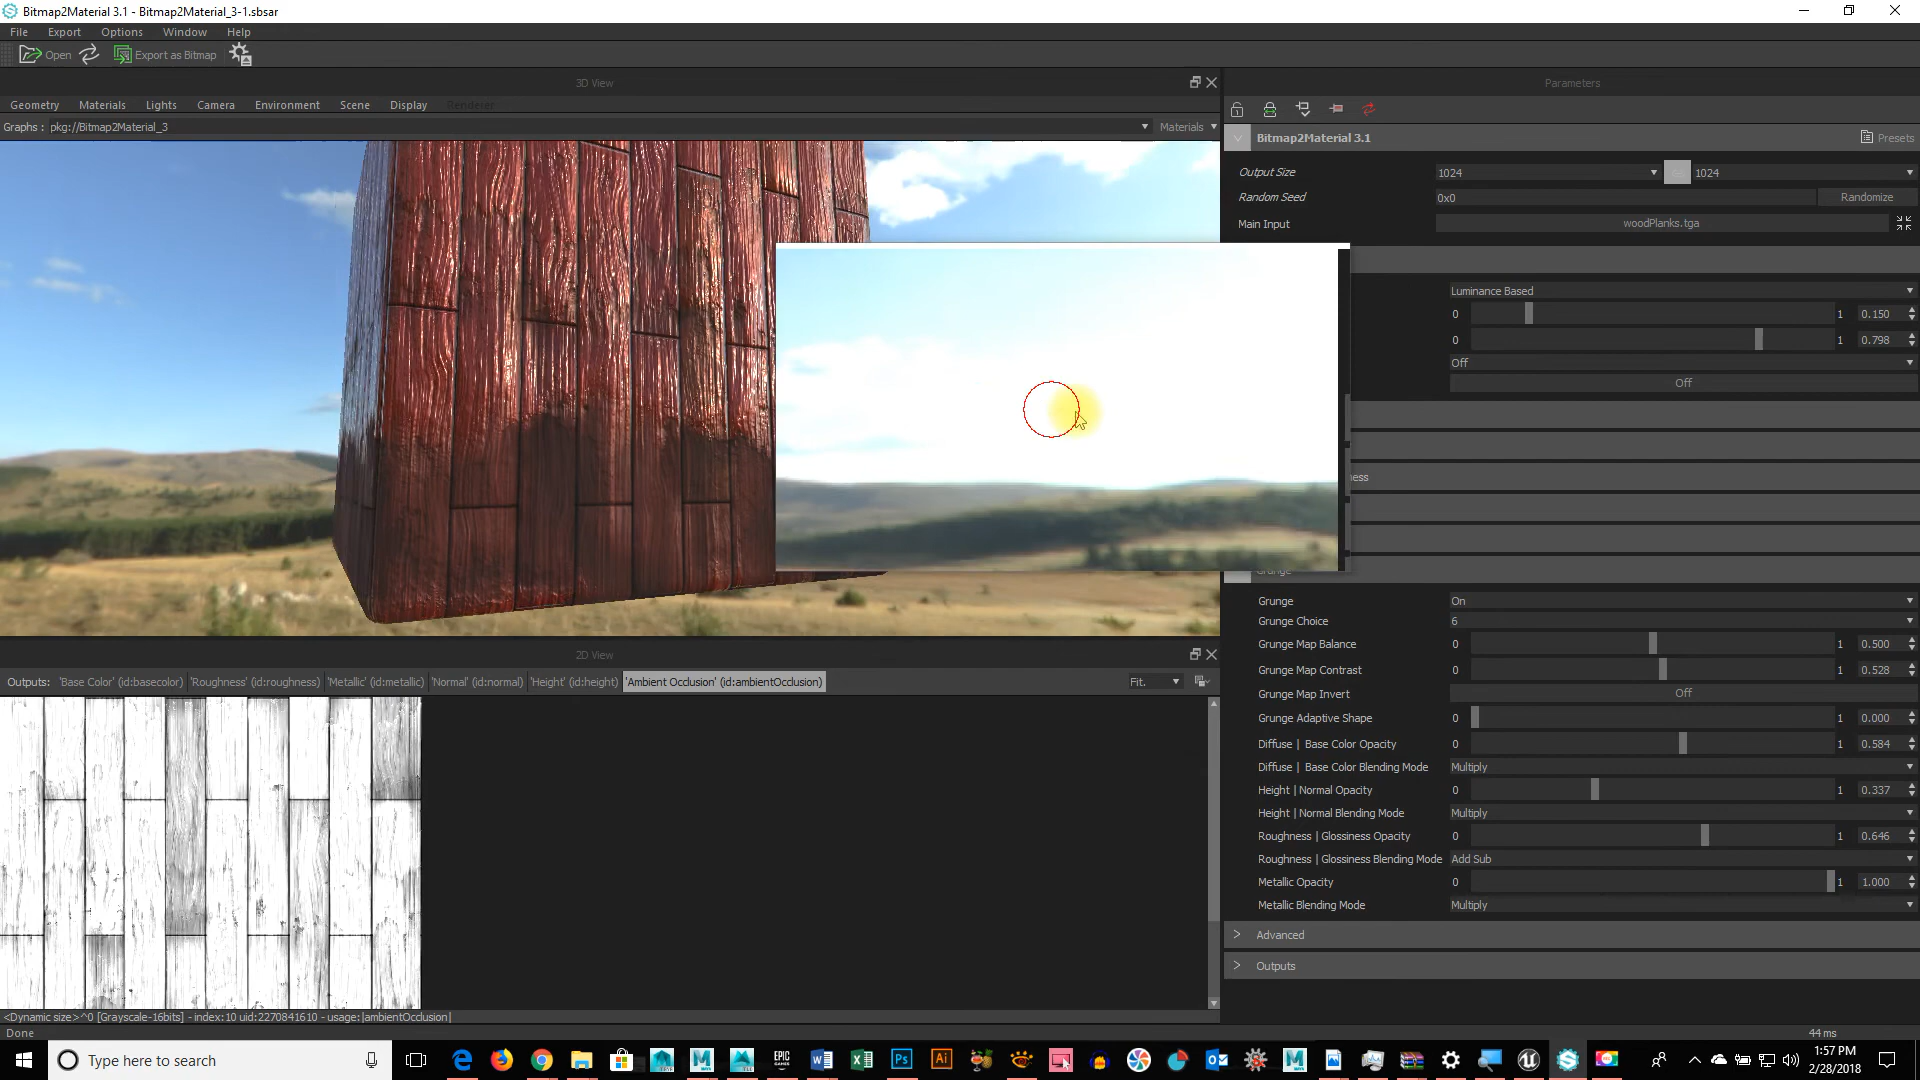 Bitmap2Material 3.1 - Bitmap2Material_3-1.sbsar
File Export Options Window Help
Open Export as Bitmap
3D View
Parameters
Geometry Materials Lights Camera Environment Scene Display Renderer
Graphs : pkg://Bitmap2Material_3 Materials
Bitmap2Material 3.1 Presets
Output Size 1024 1024
Random Seed 0x0 Randomize
Main Input woodPlanks.tga
Luminance Based
0 1 0.150
0 1 0.798
Off
Off
ness
Grunge
Grunge On
Grunge Choice 6
Grunge Map Balance 0 1 0.500
Grunge Map Contrast 0 1 0.528
Grunge Map Invert Off
Grunge Adaptive Shape 0 1 0.000
Diffuse | Base Color Opacity 0 1 0.584
Diffuse | Base Color Blending Mode Multiply
Height | Normal Opacity 0 1 0.337
Height | Normal Blending Mode Multiply
Roughness | Glossiness Opacity 0 1 0.646
Roughness | Glossiness Blending Mode Add Sub
Metallic Opacity 0 1 1.000
Metallic Blending Mode Multiply
Advanced
Outputs
2D View
Outputs: 'Base Color' (id:basecolor) 'Roughness' (id:roughness) 'Metallic' (id:metallic) 'Normal' (id:normal) 'Height' (id:height) 'Ambient Occlusion' (id:ambientOcclusion) Fit.
<Dynamic size>^0 [Grayscale-16bits] - index:10 uid:2270841610 - usage:|ambientOcclusion|
Done 44 ms
Type here to search
1:57 PM
2/28/2018